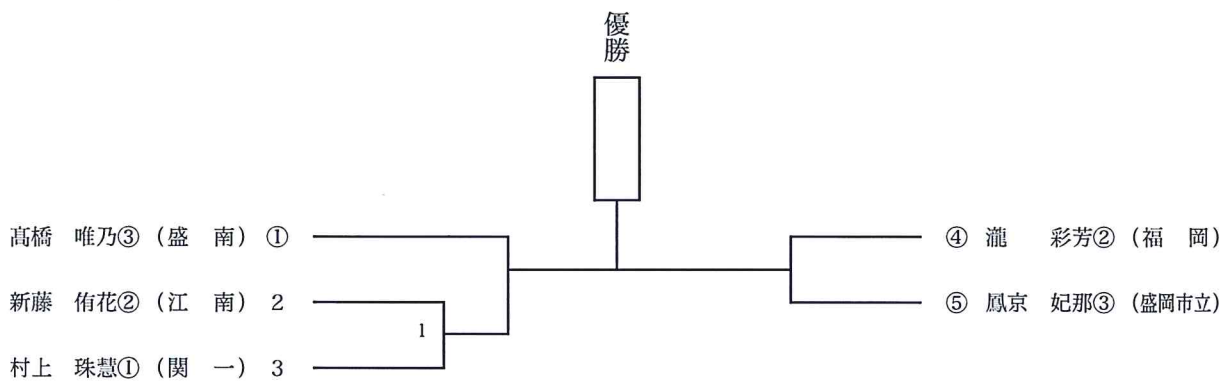 優勝
髙橋 唯乃③ (盛 南) ①
新藤 侑花② (江 南) 2
村上 珠慧① (関 一) 3
1
④ 瀧 彩芳② (福 岡)
⑤ 鳳京 妃那③ (盛岡市立)